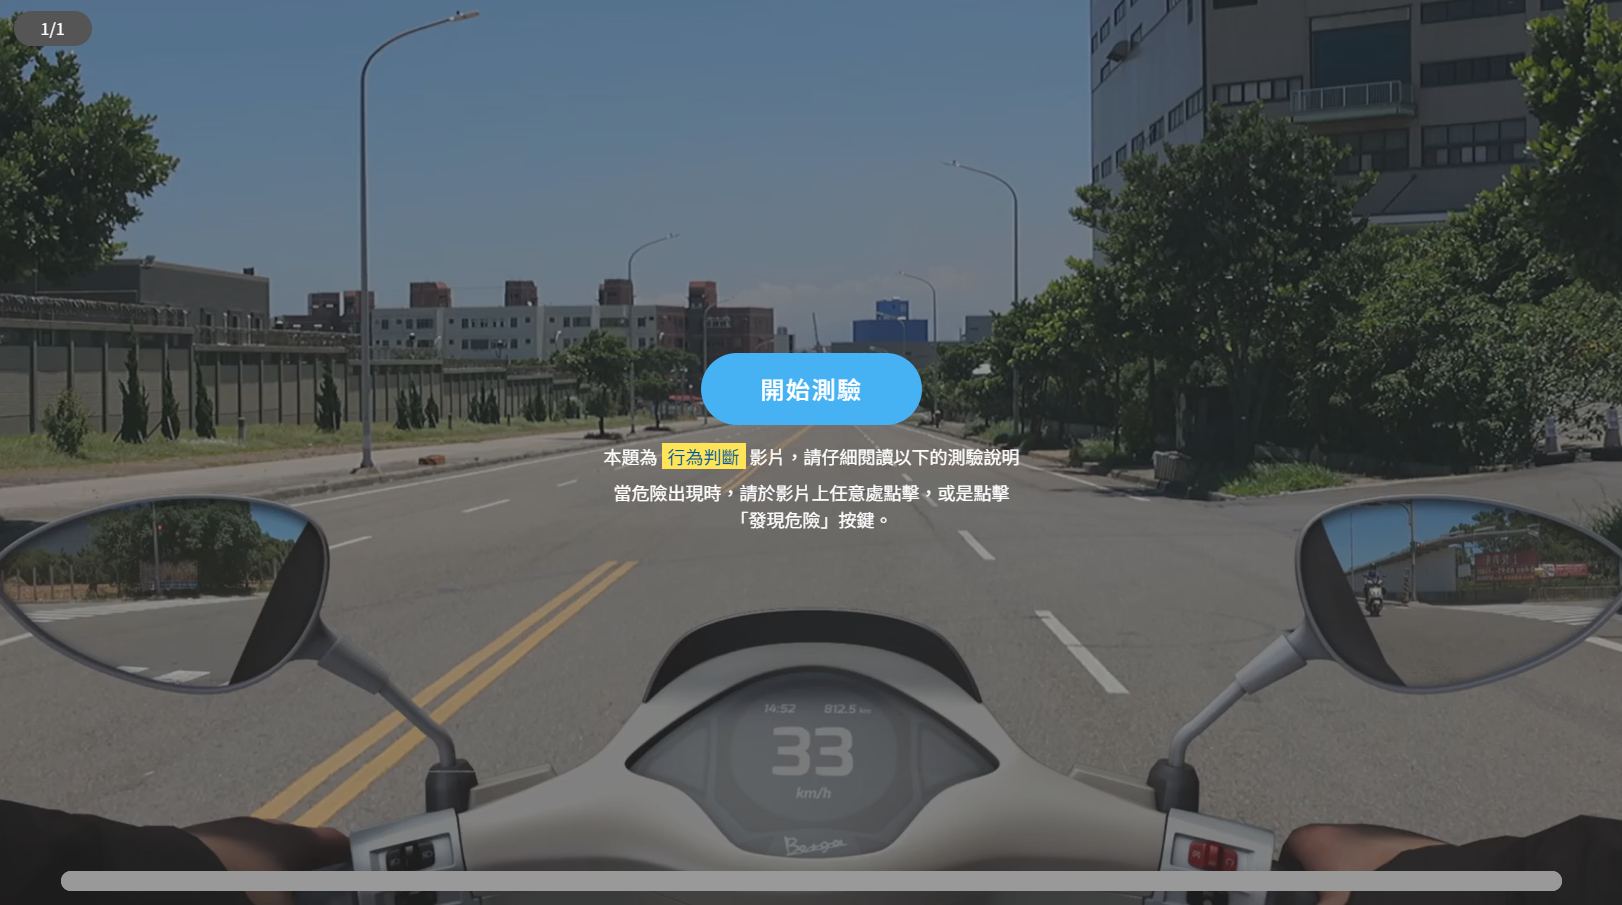 1/1
開始測驗
本題為 行為判斷 影片，請仔細閱讀以下的測驗說明
當危險出現時，請於影片上任意處點擊，或是點擊
「發現危險」按鍵。
14:52 812.5 km
33
km/h